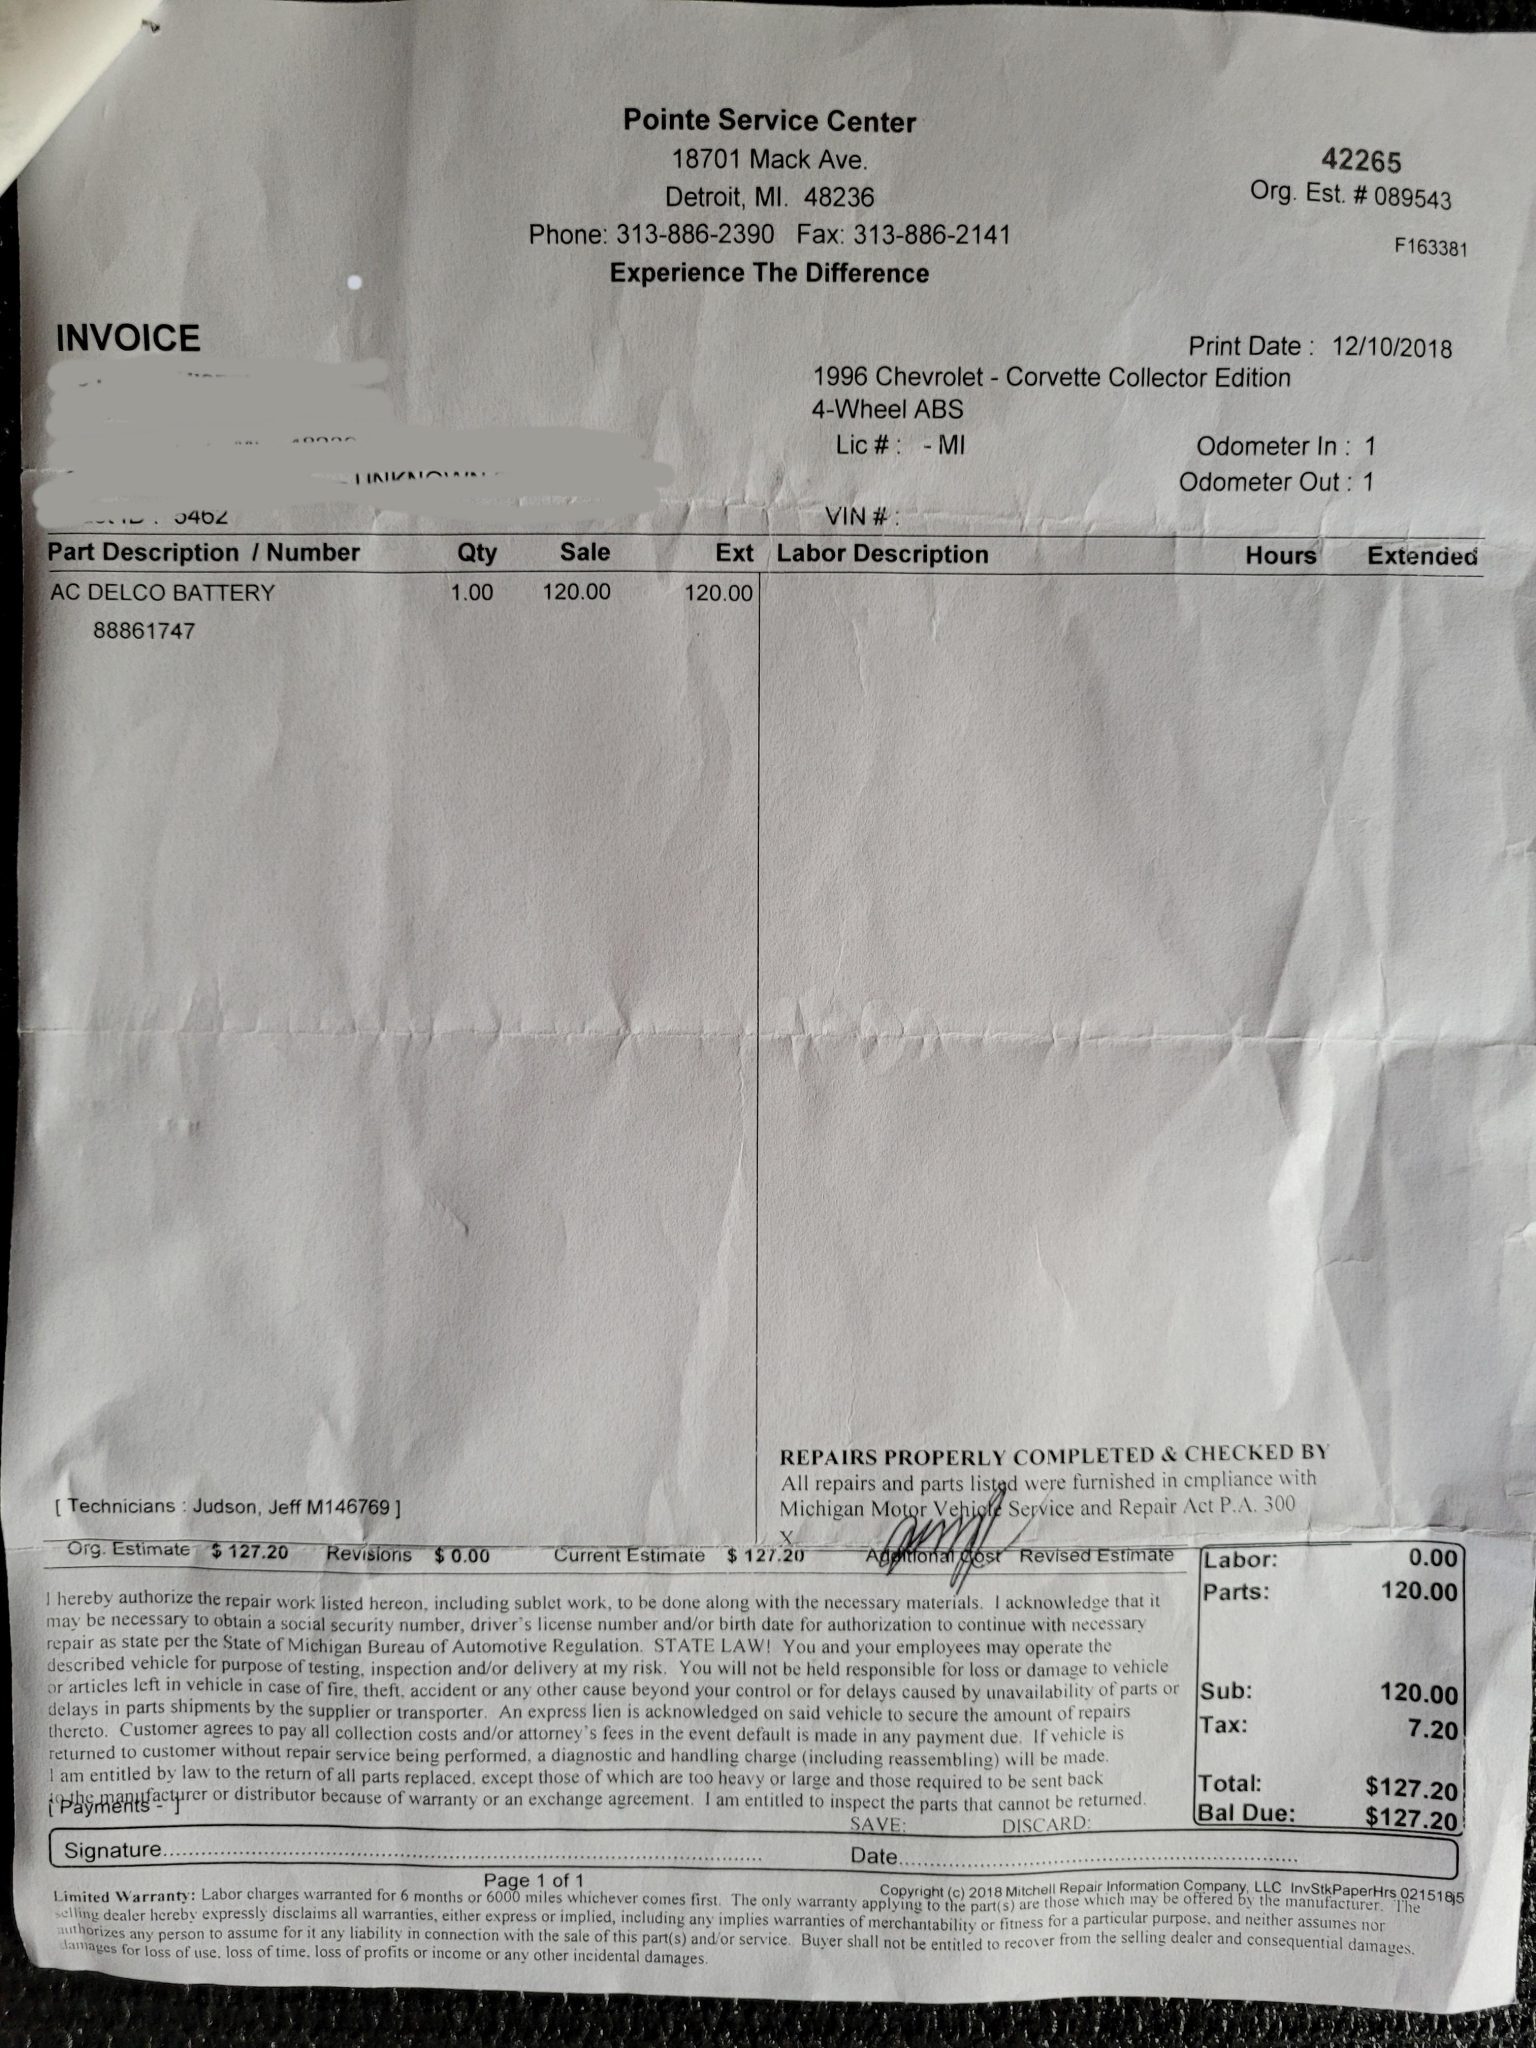 Pointe Service Center
18701 Mack Ave.
Detroit, MI. 48236
Phone: 313-886-2390 Fax: 313-886-2141
Experience The Difference
42265
Org. Est. # 089543
F163381
INVOICE
Print Date : 12/10/2018
1996 Chevrolet - Corvette Collector Edition
4-Wheel ABS
Lic # : - MI
Odometer In : 1
Odometer Out : 1
UNKNOWN
ID : 5462
VIN # :
Part Description / Number Qty Sale Ext Labor Description Hours Extended
AC DELCO BATTERY 1.00 120.00 120.00
88861747
REPAIRS PROPERLY COMPLETED & CHECKED BY
All repairs and parts listed were furnished in cmpliance with
Michigan Motor Vehicle Service and Repair Act P.A. 300
X
[ Technicians : Judson, Jeff M146769 ]
Org. Estimate $ 127.20 Revisions $ 0.00 Current Estimate $ 127.20 Additional Cost Revised Estimate
I hereby authorize the repair work listed hereon, including sublet work, to be done along with the necessary materials. I acknowledge that it
may be necessary to obtain a social security number, driver's license number and/or birth date for authorization to continue with necessary
repair as state per the State of Michigan Bureau of Automotive Regulation. STATE LAW! You and your employees may operate the
described vehicle for purpose of testing, inspection and/or delivery at my risk. You will not be held responsible for loss or damage to vehicle
or articles left in vehicle in case of fire, theft, accident or any other cause beyond your control or for delays caused by unavailability of parts or
delays in parts shipments by the supplier or transporter. An express lien is acknowledged on said vehicle to secure the amount of repairs
thereto. Customer agrees to pay all collection costs and/or attorney's fees in the event default is made in any payment due. If vehicle is
returned to customer without repair service being performed, a diagnostic and handling charge (including reassembling) will be made.
I am entitled by law to the return of all parts replaced, except those of which are too heavy or large and those required to be sent back
to the manufacturer or distributor because of warranty or an exchange agreement. I am entitled to inspect the parts that cannot be returned.
[ Payments - ]
SAVE: DISCARD:
Labor: 0.00
Parts: 120.00
Sub: 120.00
Tax: 7.20
Total: $127.20
Bal Due: $127.20
Signature.......... Date..........
Page 1 of 1
Copyright (c) 2018 Mitchell Repair Information Company, LLC InvStkPaperHrs 021518j5
Limited Warranty: Labor charges warranted for 6 months or 6000 miles whichever comes first. The only warranty applying to the part(s) are those which may be offered by the manufacturer. The
selling dealer hereby expressly disclaims all warranties, either express or implied, including any implies warranties of merchantability or fitness for a particular purpose, and neither assumes nor
authorizes any person to assume for it any liability in connection with the sale of this part(s) and/or service. Buyer shall not be entitled to recover from the selling dealer and consequential damages,
damages for loss of use, loss of time, loss of profits or income or any other incidental damages.